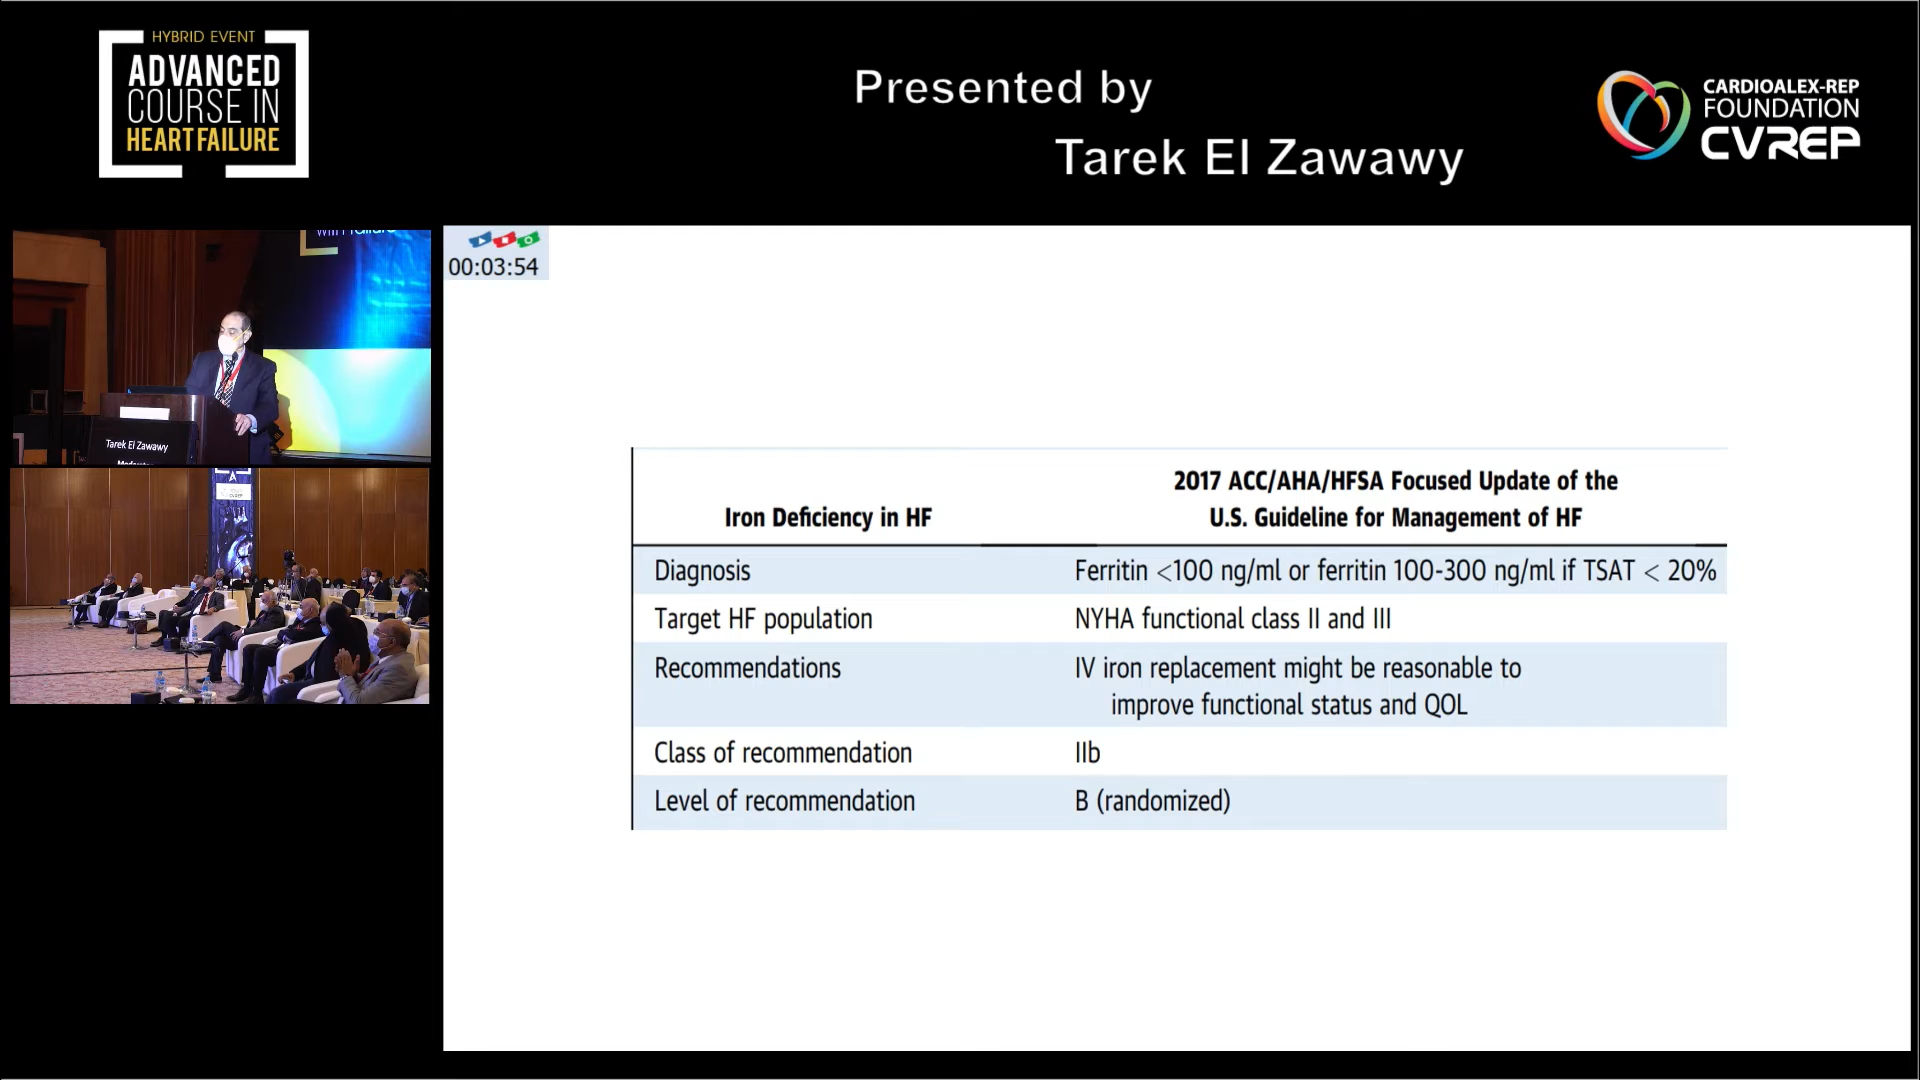 HYBRID EVENT
ADVANCED
COURSE IN
HEART FAILURE
Presented by
Tarek El Zawawy
CARDIOALEX-REP
FOUNDATION
CVREP
Tarek El Zawawy
CVREP
00:03:54
Iron Deficiency in HF
2017 ACC/AHA/HFSA Focused Update of the
U.S. Guideline for Management of HF
Diagnosis
Ferritin <100 ng/ml or ferritin 100-300 ng/ml if TSAT < 20%
Target HF population
NYHA functional class II and III
Recommendations
IV iron replacement might be reasonable to
improve functional status and QOL
Class of recommendation
IIb
Level of recommendation
B (randomized)